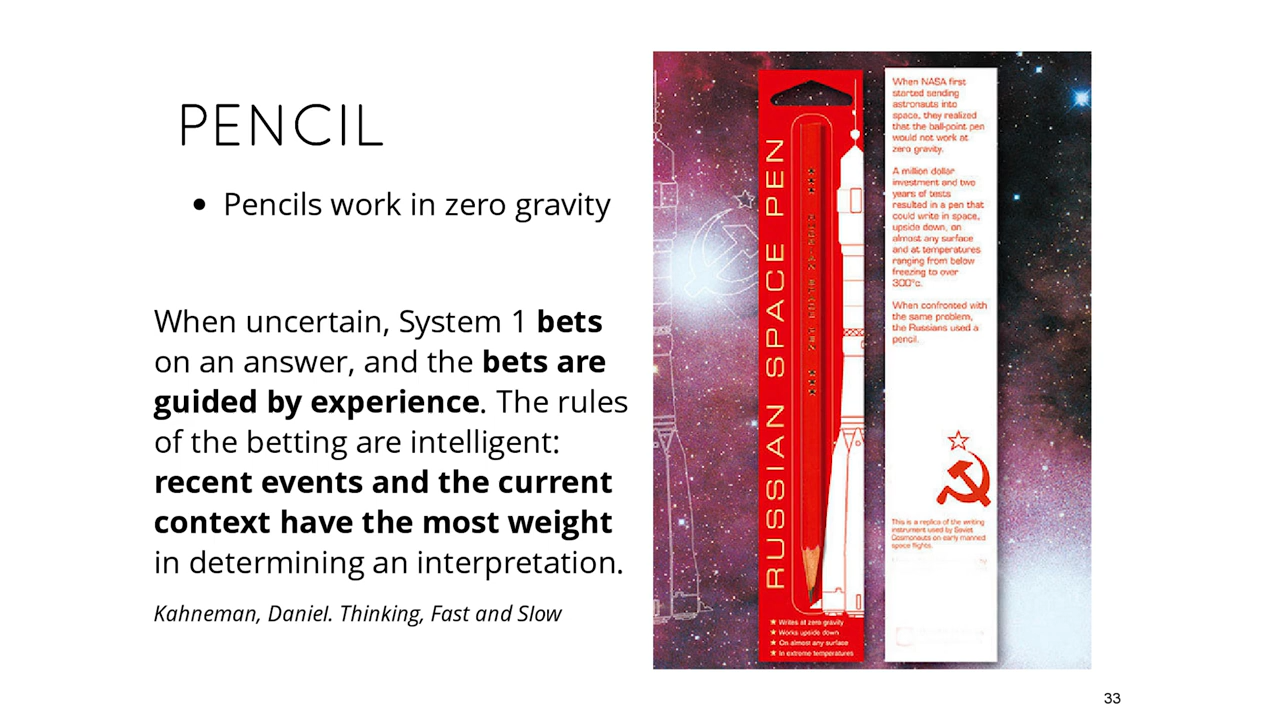 PENCIL
• Pencils work in zero gravity
When uncertain, System 1 bets
on an answer, and the bets are
guided by experience. The rules
of the betting are intelligent:
recent events and the current
context have the most weight
in determining an interpretation.
Kahneman, Daniel. Thinking, Fast and Slow
RUSSIAN SPACE PEN
★ Writes at zero gravity
★ Works upside down
★ On almost any surface
★ In extreme temperatures
When NASA first
started sending
astronauts into
space, they realized
that the ball-point pen
would not work at
zero gravity.
A million dollar
investment and two
years of tests
resulted in a pen that
could write in space,
upside down, on
almost any surface
and at temperatures
ranging from below
freezing to over
300°c.
When confronted with
the same problem,
the Russians used a
pencil.
This is a replica of the writing
instrument used by Soviet
Cosmonauts on early manned
space flights.
33